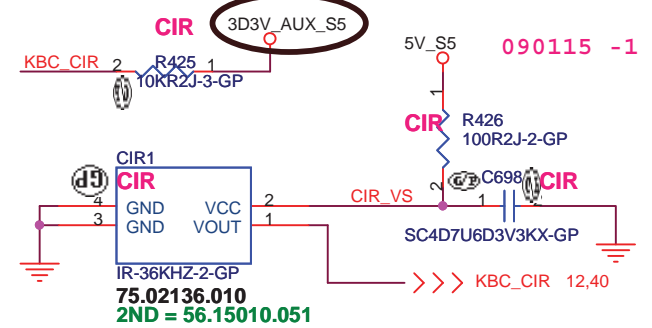 CIR
3D3V_AUX_S5
KBC_CIR
2
R425
1
10KR2J-3-GP
5V_S5
090115 -1
1
CIR
R426
100R2J-2-GP
2
CIR1
CIR
4
GND
VCC
2
3
GND
VOUT
1
CIR_VS
C698
CIR
1
SC4D7U6D3V3KX-GP
IR-36KHZ-2-GP
75.02136.010
2ND = 56.15010.051
KBC_CIR 12,40